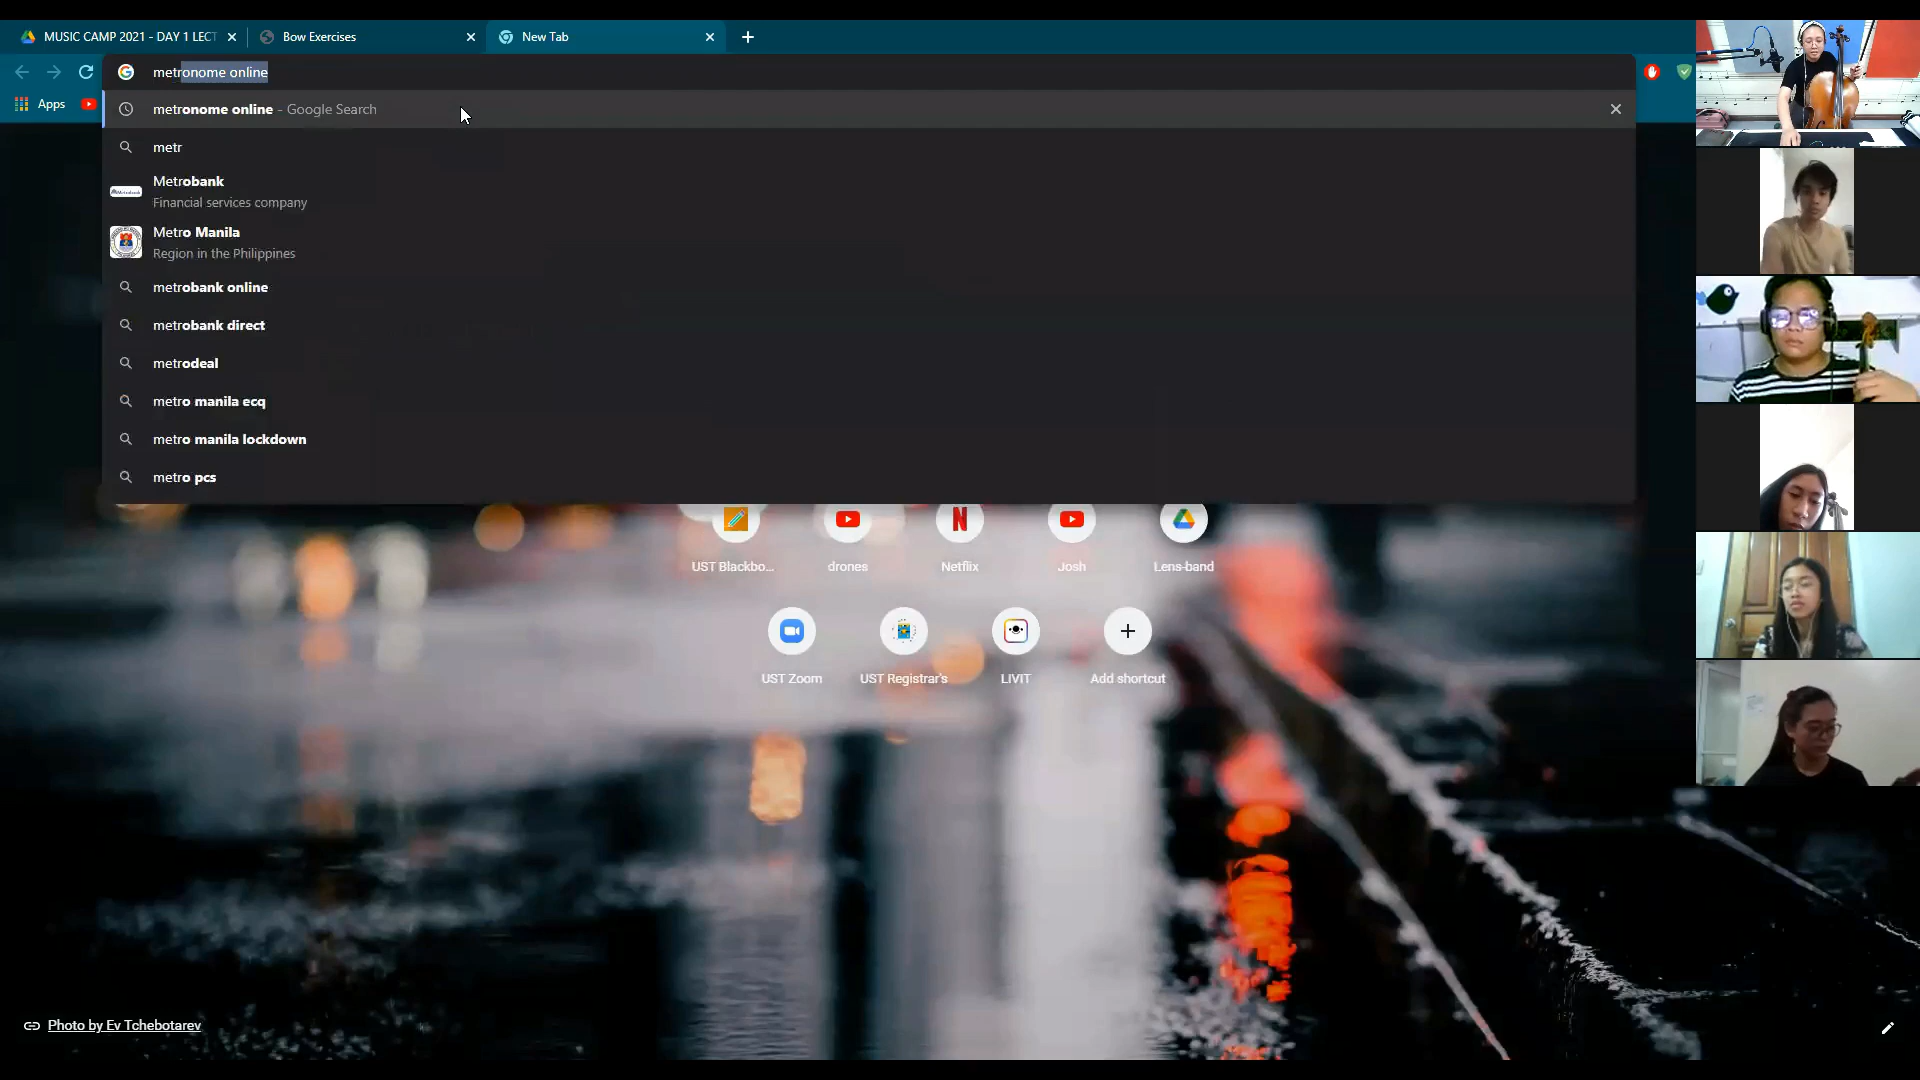 MUSIC CAMP 2021 - DAY 1 LECT
Bow Exercises
New Tab
metronome online
Apps
metronome online - Google Search
metr
Metrobank
Financial services company
Metro Manila
Region in the Philippines
metrobank online
metrobank direct
metrodeal
metro manila ecq
metro manila lockdown
metro pcs
UST Blackbo...
drones
Netflix
Josh
Lens-band
UST Zoom
UST Registrar's
LIVIT
Add shortcut
Photo by Ev Tchebotarev